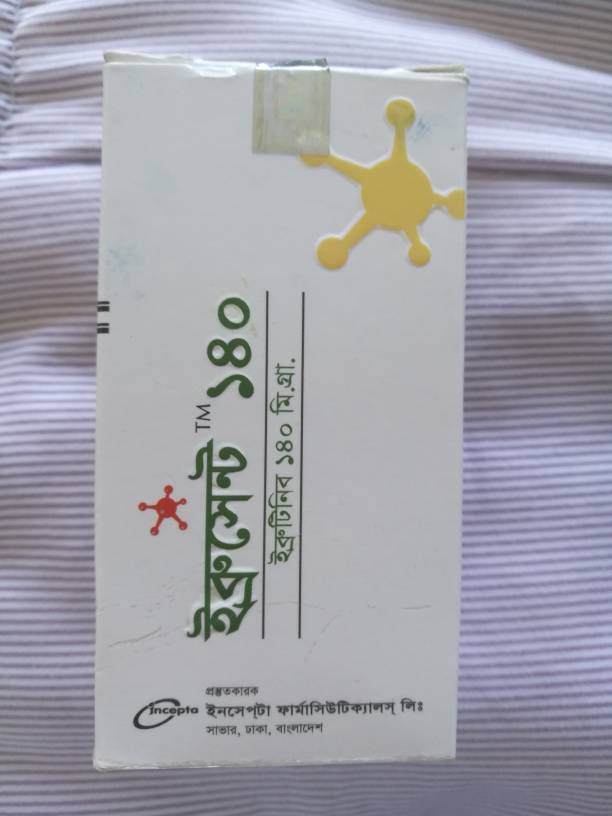 ইব্রুসেন্ট™ ১৪০
ইব্রুটিনিব ১৪০ মি.গ্রা.
incepta
প্রস্তুতকারক
ইনসেপ্‌টা ফার্মাসিউটিক্যালস্ লিঃ
সাভার, ঢাকা, বাংলাদেশ